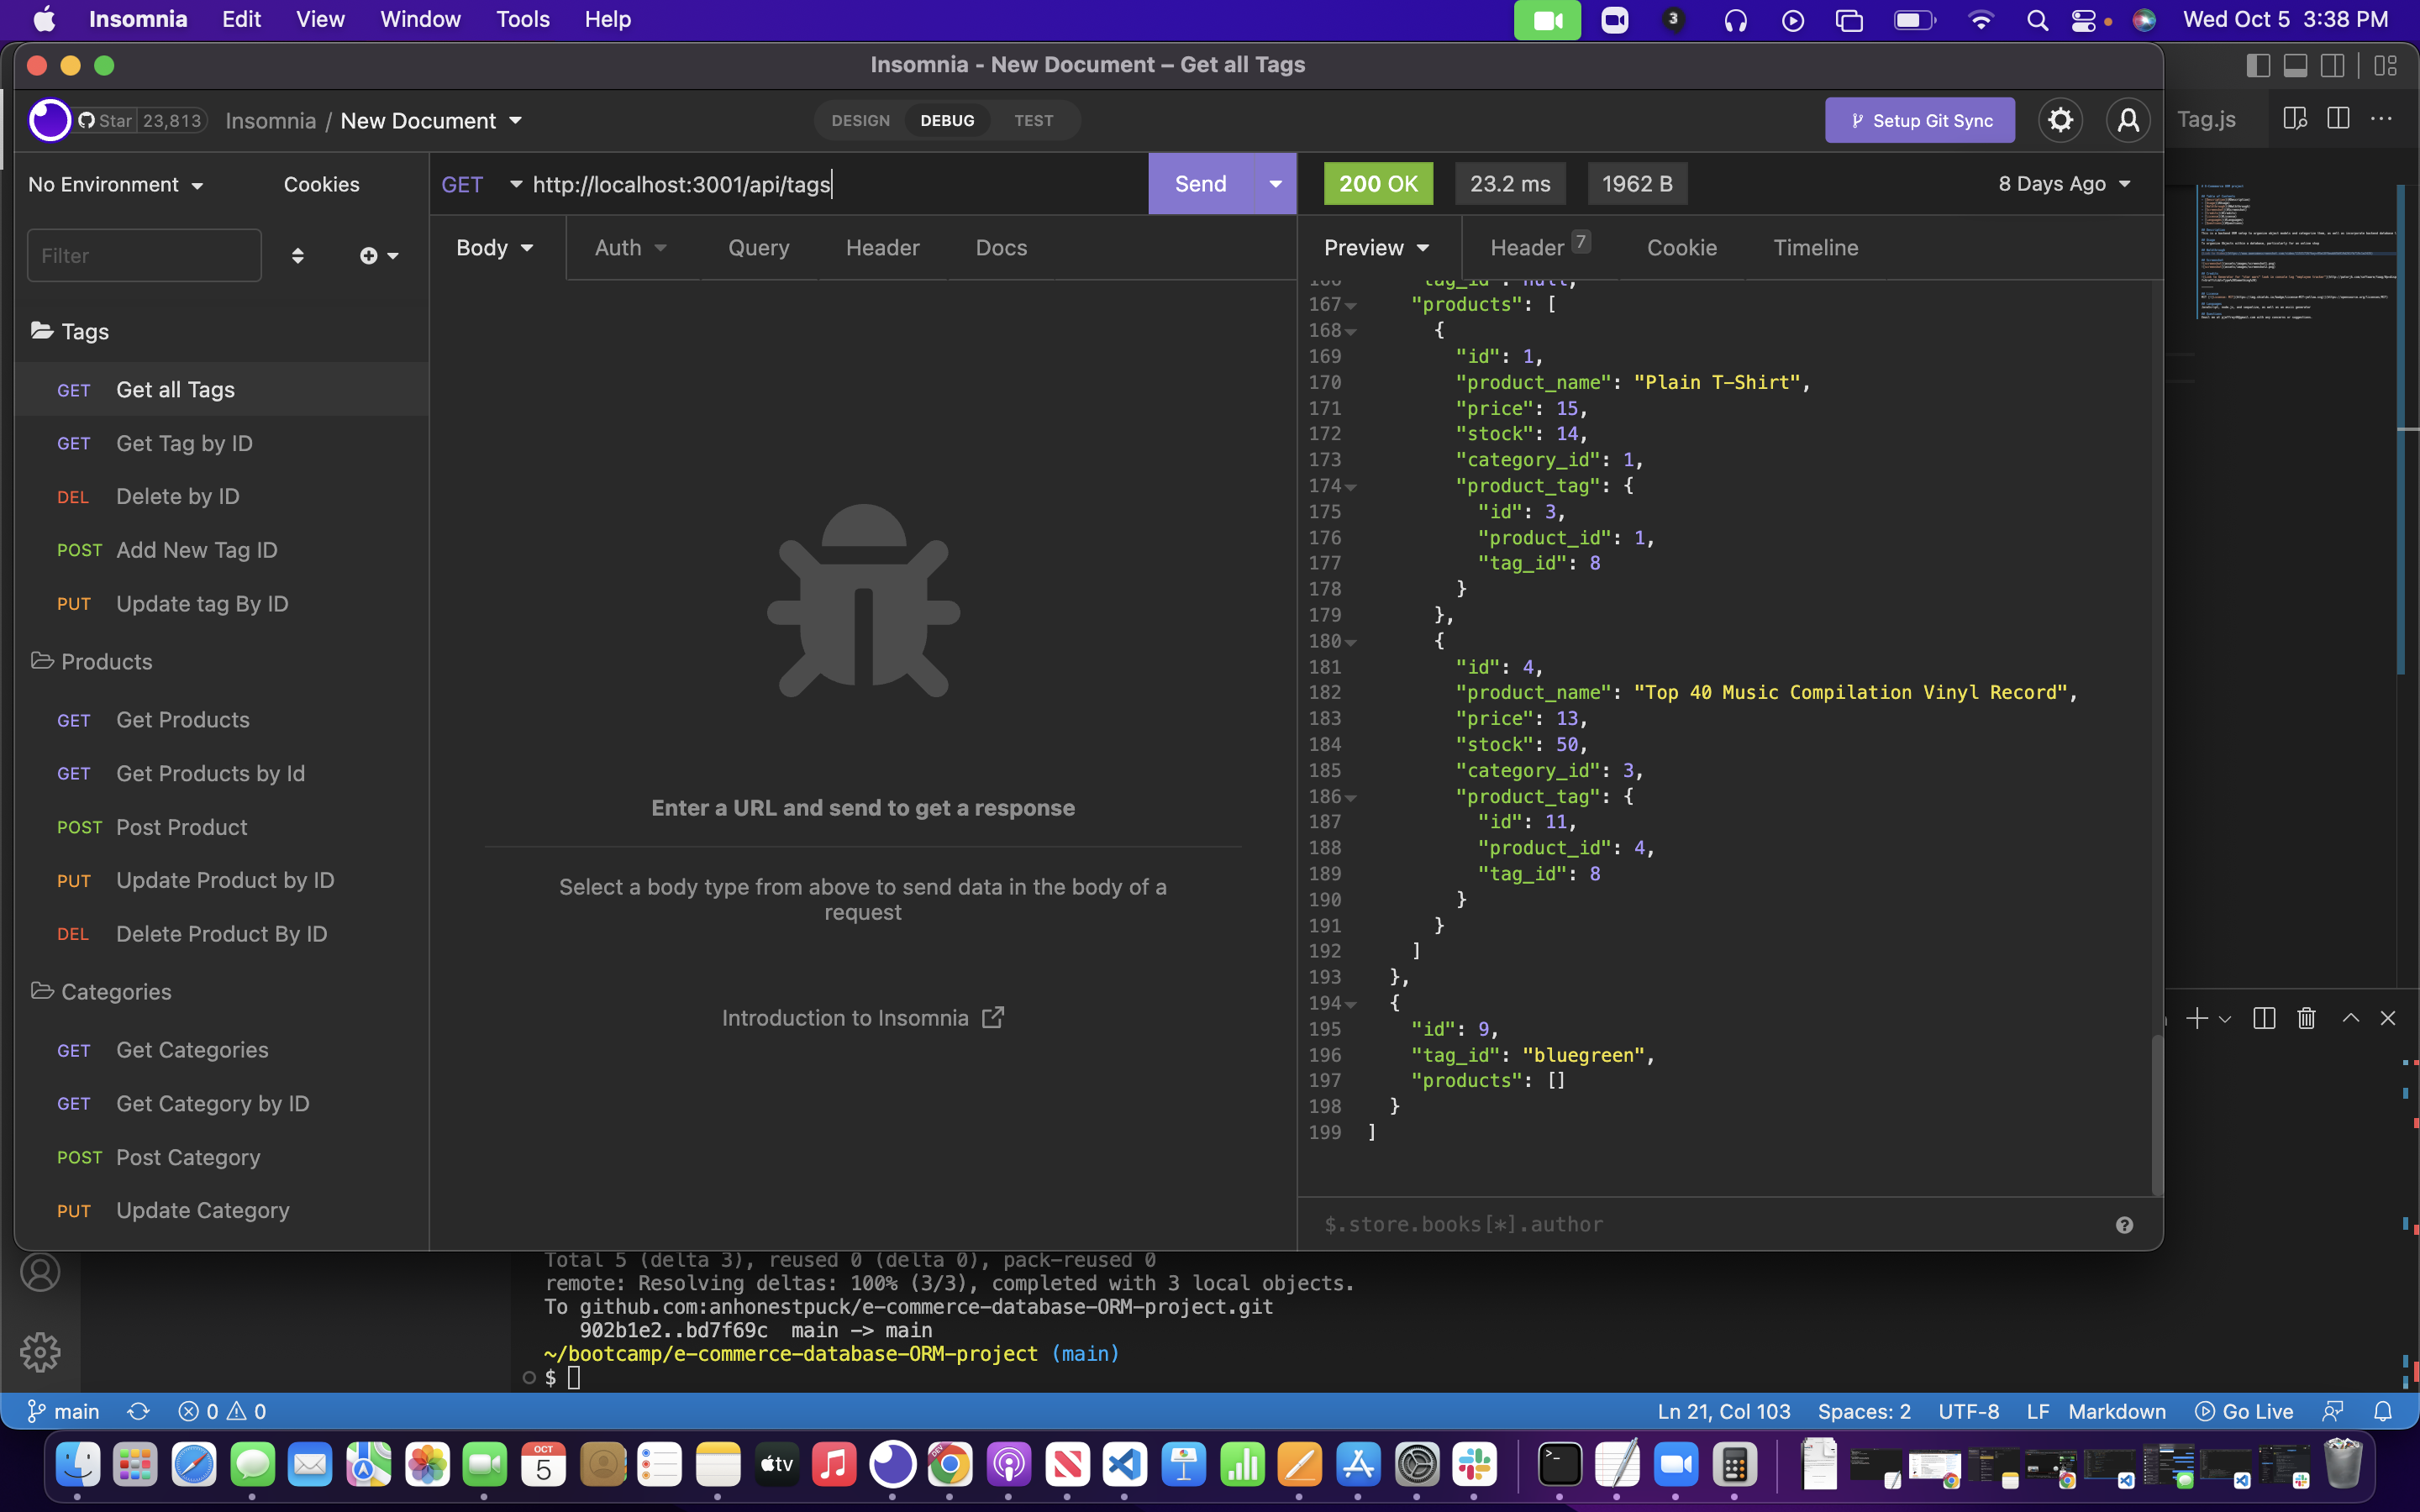 Insomnia Edit View Window Tools Help 3 Wed Oct 5 3:38 PM
Insomnia - New Document – Get all Tags
Star 23,813 Insomnia / New Document DESIGN DEBUG TEST Setup Git Sync Tag.js
No Environment Cookies GET http://localhost:3001/api/tags Send 200 OK 23.2 ms 1962 B 8 Days Ago
Filter Body Auth Query Header Docs Preview Header 7 Cookie Timeline
Tags
GET Get all Tags
GET Get Tag by ID
DEL Delete by ID
POST Add New Tag ID
PUT Update tag By ID
Products
GET Get Products
GET Get Products by Id
POST Post Product
PUT Update Product by ID
DEL Delete Product By ID
Categories
GET Get Categories
GET Get Category by ID
POST Post Category
PUT Update Category
Enter a URL and send to get a response
Select a body type from above to send data in the body of a
request
Introduction to Insomnia
166 "tag_id": null,
167 "products": [
168 {
169 "id": 1,
170 "product_name": "Plain T-Shirt",
171 "price": 15,
172 "stock": 14,
173 "category_id": 1,
174 "product_tag": {
175 "id": 3,
176 "product_id": 1,
177 "tag_id": 8
178 }
179 },
180 {
181 "id": 4,
182 "product_name": "Top 40 Music Compilation Vinyl Record",
183 "price": 13,
184 "stock": 50,
185 "category_id": 3,
186 "product_tag": {
187 "id": 11,
188 "product_id": 4,
189 "tag_id": 8
190 }
191 }
192 ]
193 },
194 {
195 "id": 9,
196 "tag_id": "bluegreen",
197 "products": []
198 }
199 ]
$.store.books[*].author
Total 5 (delta 3), reused 0 (delta 0), pack-reused 0
remote: Resolving deltas: 100% (3/3), completed with 3 local objects.
To github.com:anhonestpuck/e-commerce-database-ORM-project.git
902b1e2..bd7f69c main -> main
~/bootcamp/e-commerce-database-ORM-project (main)
$
main 0 0 Ln 21, Col 103 Spaces: 2 UTF-8 LF Markdown Go Live
OCT
5
tv